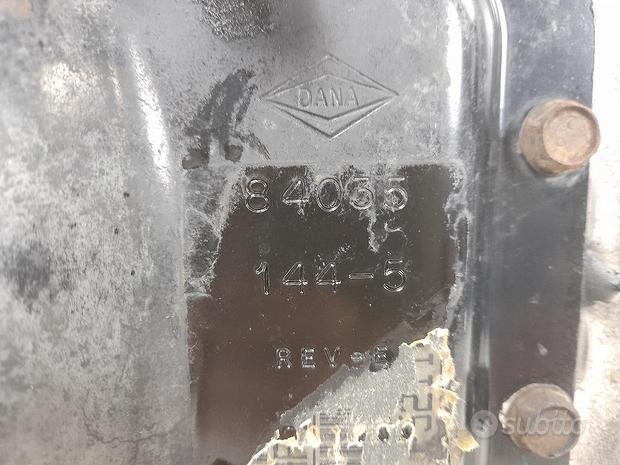 DANA
84035
144-5
REV-E
subito